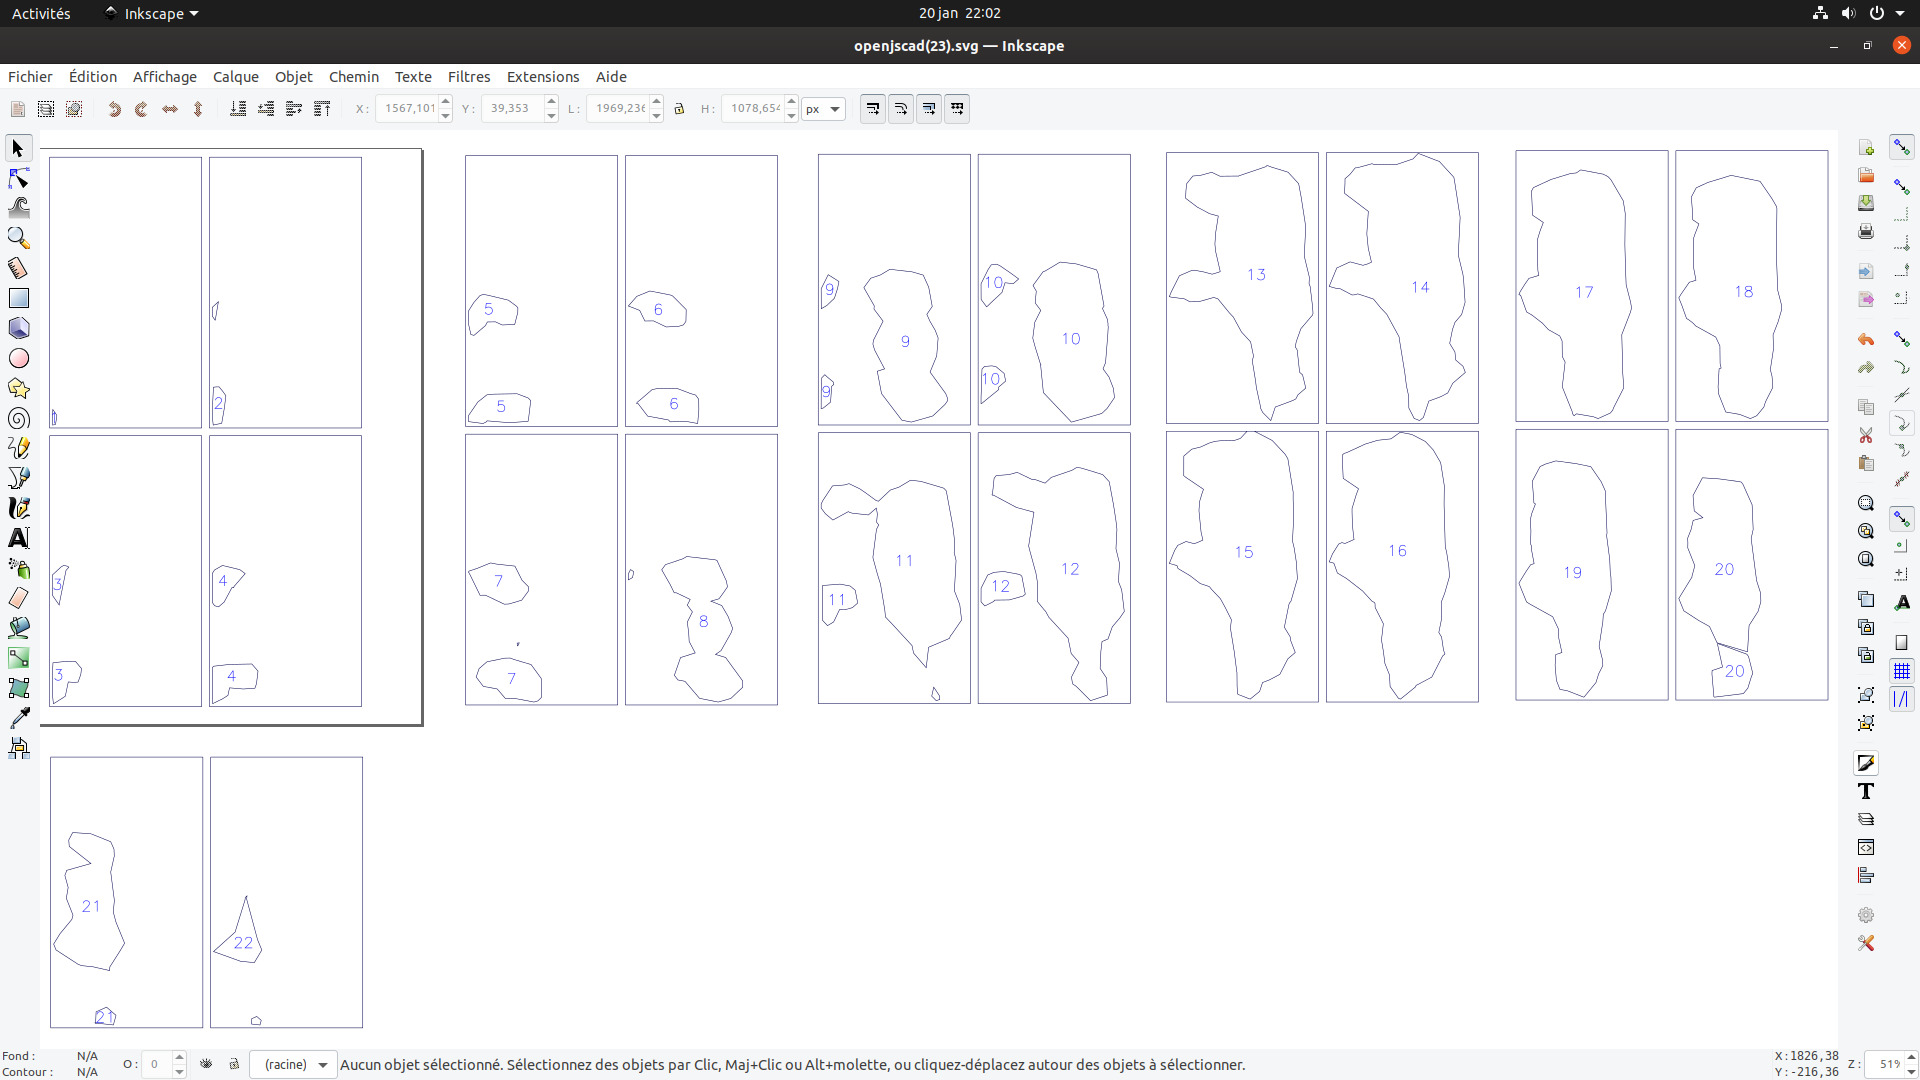 Activités
Inkscape
20 jan 22:02
openjscad(23).svg — Inkscape
Fichier Édition Affichage Calque Objet Chemin Texte Filtres Extensions Aide
X : 1567,101 Y : 39,353 L : 1969,236 H : 1078,654 px
2
3
3
4
4
5
5
6
6
7
7
8
9
9
9
10
10
10
11
11
12
12
13
14
15
16
17
18
19
20
20
21
21
22
Fond : N/A
Contour : N/A
O : 0
(racine)
Aucun objet sélectionné. Sélectionnez des objets par Clic, Maj+Clic ou Alt+molette, ou cliquez-déplacez autour des objets à sélectionner.
X : 1826,38
Y : -216,36
Z : 51%